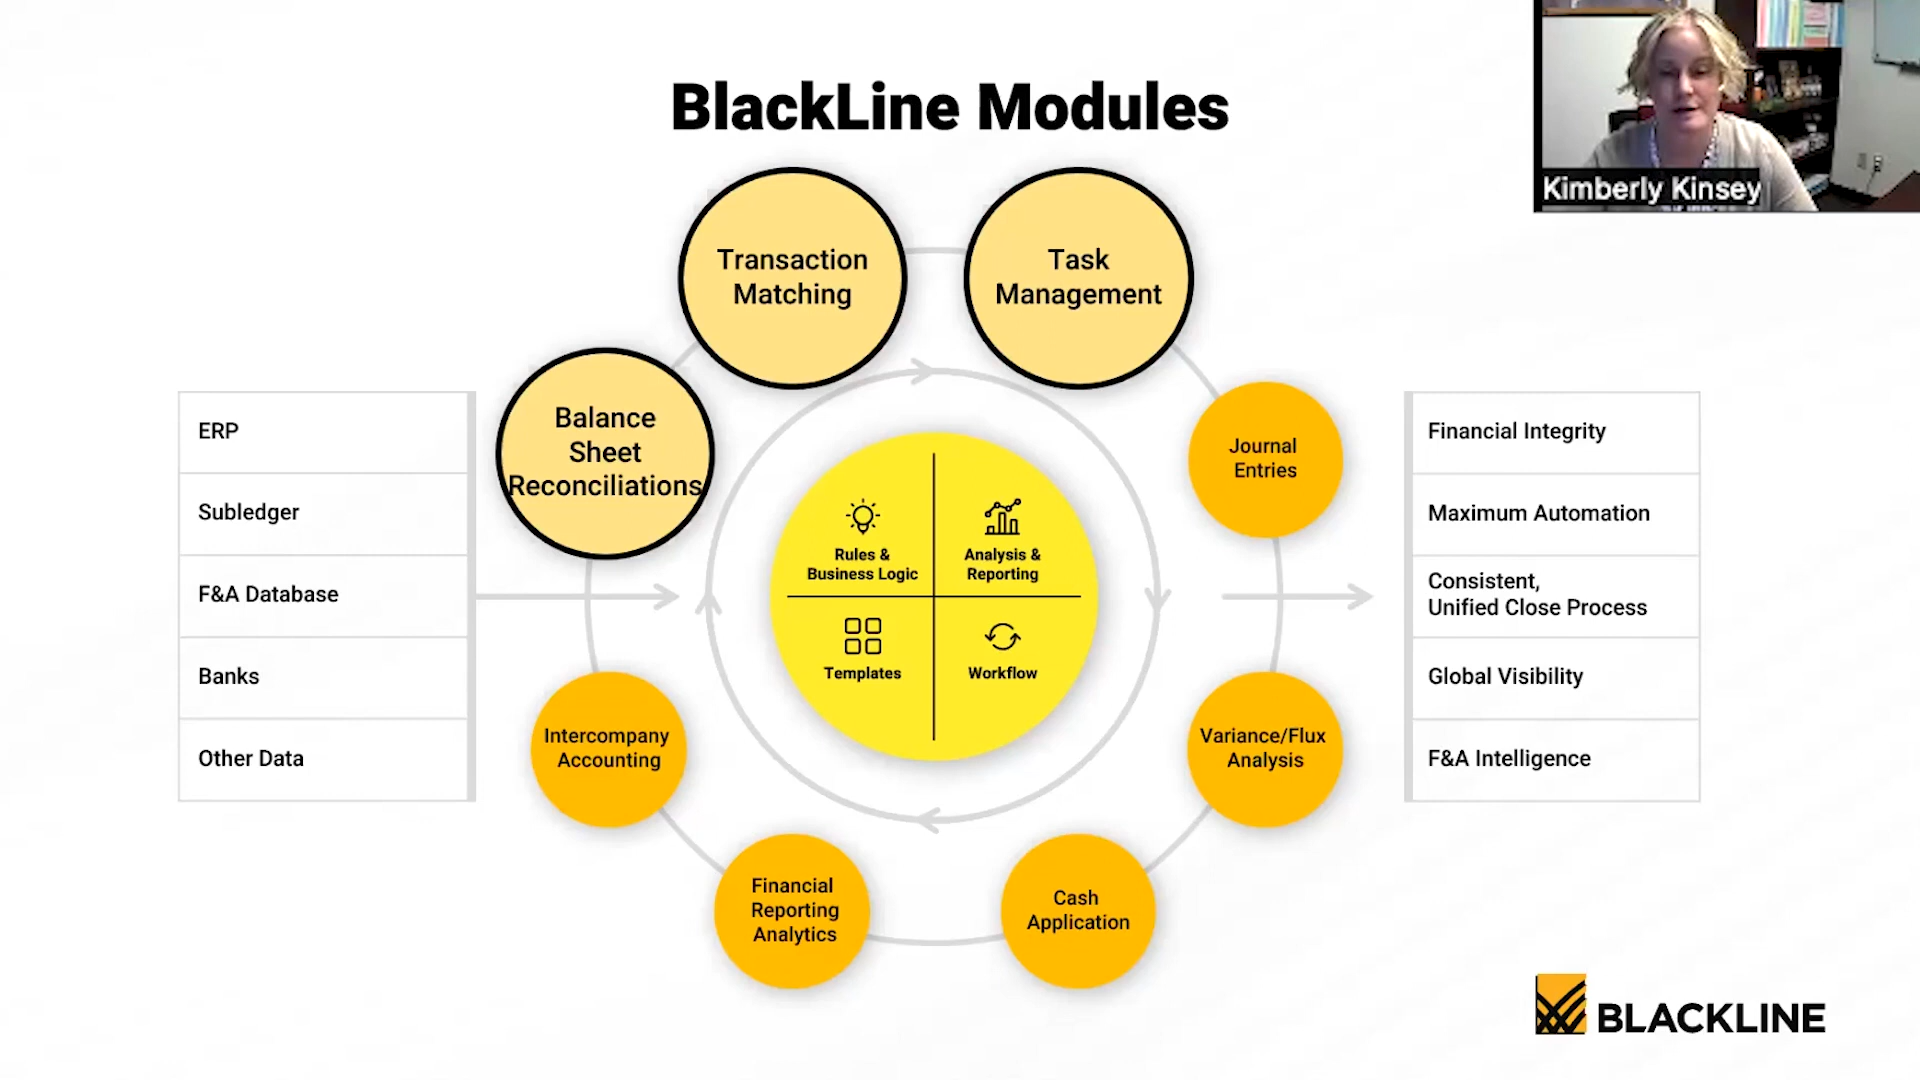 BlackLine Modules
Kimberly Kinsey
Transaction
Matching
Task
Management
Balance
Sheet
Reconciliations
Journal
Entries
ERP
Subledger
F&A Database
Banks
Other Data
Rules &
Business Logic
Analysis &
Reporting
Templates
Workflow
Financial Integrity
Maximum Automation
Consistent,
Unified Close Process
Global Visibility
F&A Intelligence
Intercompany
Accounting
Variance/Flux
Analysis
Financial
Reporting
Analytics
Cash
Application
BLACKLINE